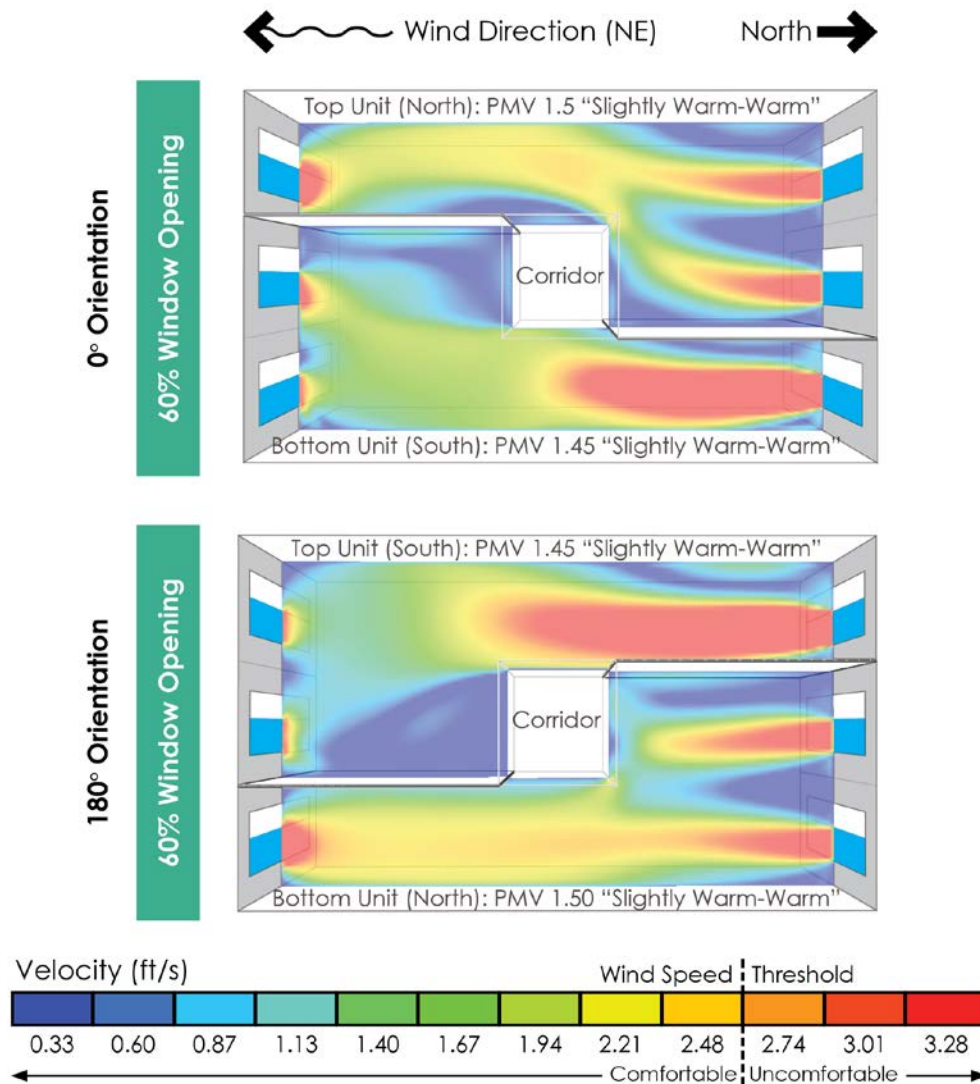 Wind Direction (NE)
North
0° Orientation
60% Window Opening
Top Unit (North): PMV 1.5 “Slightly Warm-Warm”
Corridor
Bottom Unit (South): PMV 1.45 “Slightly Warm-Warm”
180° Orientation
60% Window Opening
Top Unit (South): PMV 1.45 “Slightly Warm-Warm”
Corridor
Bottom Unit (North): PMV 1.50 “Slightly Warm-Warm”
Velocity (ft/s)
Wind Speed Threshold
0.33 0.60 0.87 1.13 1.40 1.67 1.94 2.21 2.48 2.74 3.01 3.28
Comfortable Uncomfortable